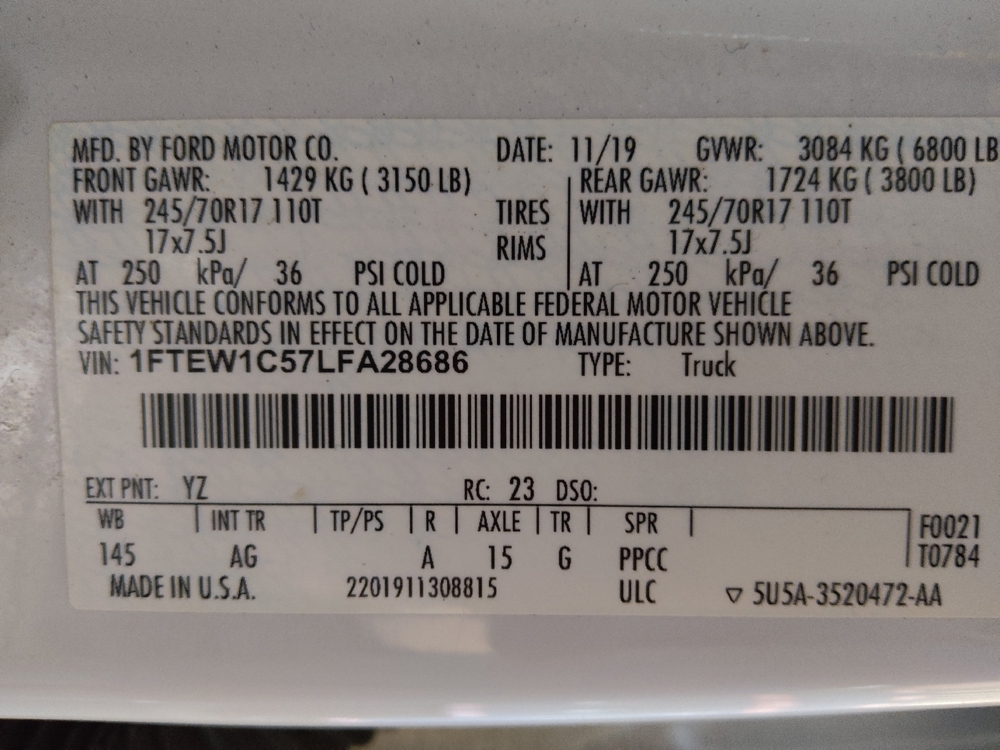 MFD. BY FORD MOTOR CO. DATE: 11/19 GVWR: 3084 KG ( 6800 LB
FRONT GAWR: 1429 KG ( 3150 LB) REAR GAWR: 1724 KG ( 3800 LB)
WITH 245/70R17 110T TIRES WITH 245/70R17 110T
17x7.5J RIMS 17x7.5J
AT 250 kPa/ 36 PSI COLD AT 250 kPa/ 36 PSI COLD
THIS VEHICLE CONFORMS TO ALL APPLICABLE FEDERAL MOTOR VEHICLE
SAFETY STANDARDS IN EFFECT ON THE DATE OF MANUFACTURE SHOWN ABOVE.
VIN: 1FTEW1C57LFA28686 TYPE: Truck
EXT PNT: YZ RC: 23 DSO:
WB INT TR TP/PS R AXLE TR SPR F0021
145 AG A 15 G PPCC T0784
MADE IN U.S.A. 2201911308815 ULC ▽ 5U5A-3520472-AA